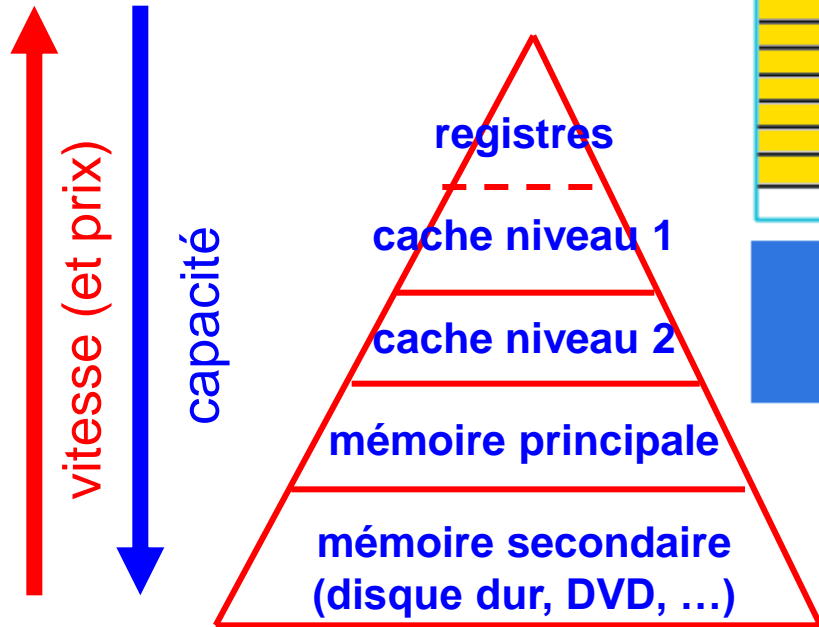 vitesse (et prix)
capacité
registres
cache niveau 1
cache niveau 2
mémoire principale
mémoire secondaire
(disque dur, DVD, …)